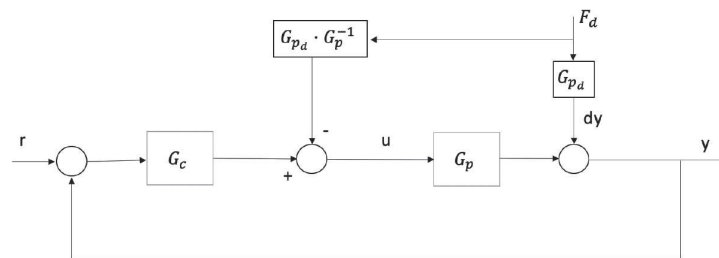 F_d
G_{p_d} · G_p^{-1}
G_{p_d}
dy
r
-
u
y
G_c
+
G_p